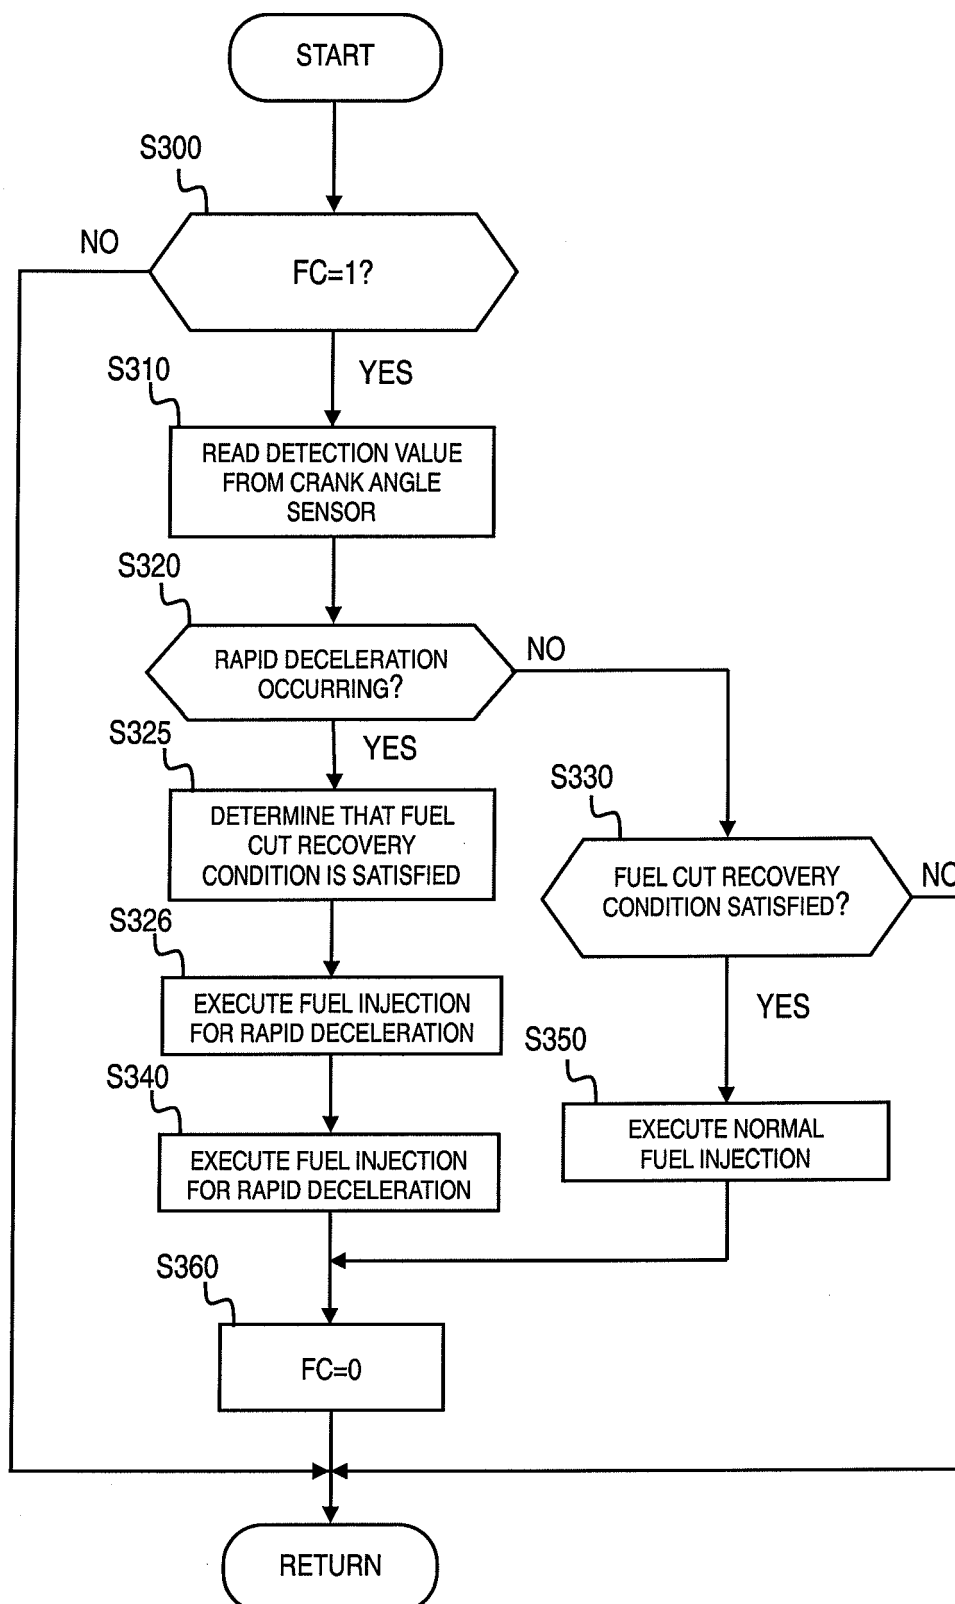 START
S300
NO
FC=1?
YES
S310
READ DETECTION VALUE
FROM CRANK ANGLE
SENSOR
S320
RAPID DECELERATION
OCCURRING?
NO
YES
S325
DETERMINE THAT FUEL
CUT RECOVERY
CONDITION IS SATISFIED
S330
FUEL CUT RECOVERY
CONDITION SATISFIED?
NO
YES
S326
EXECUTE FUEL INJECTION
FOR RAPID DECELERATION
S350
EXECUTE NORMAL
FUEL INJECTION
S340
EXECUTE FUEL INJECTION
FOR RAPID DECELERATION
S360
FC=0
RETURN